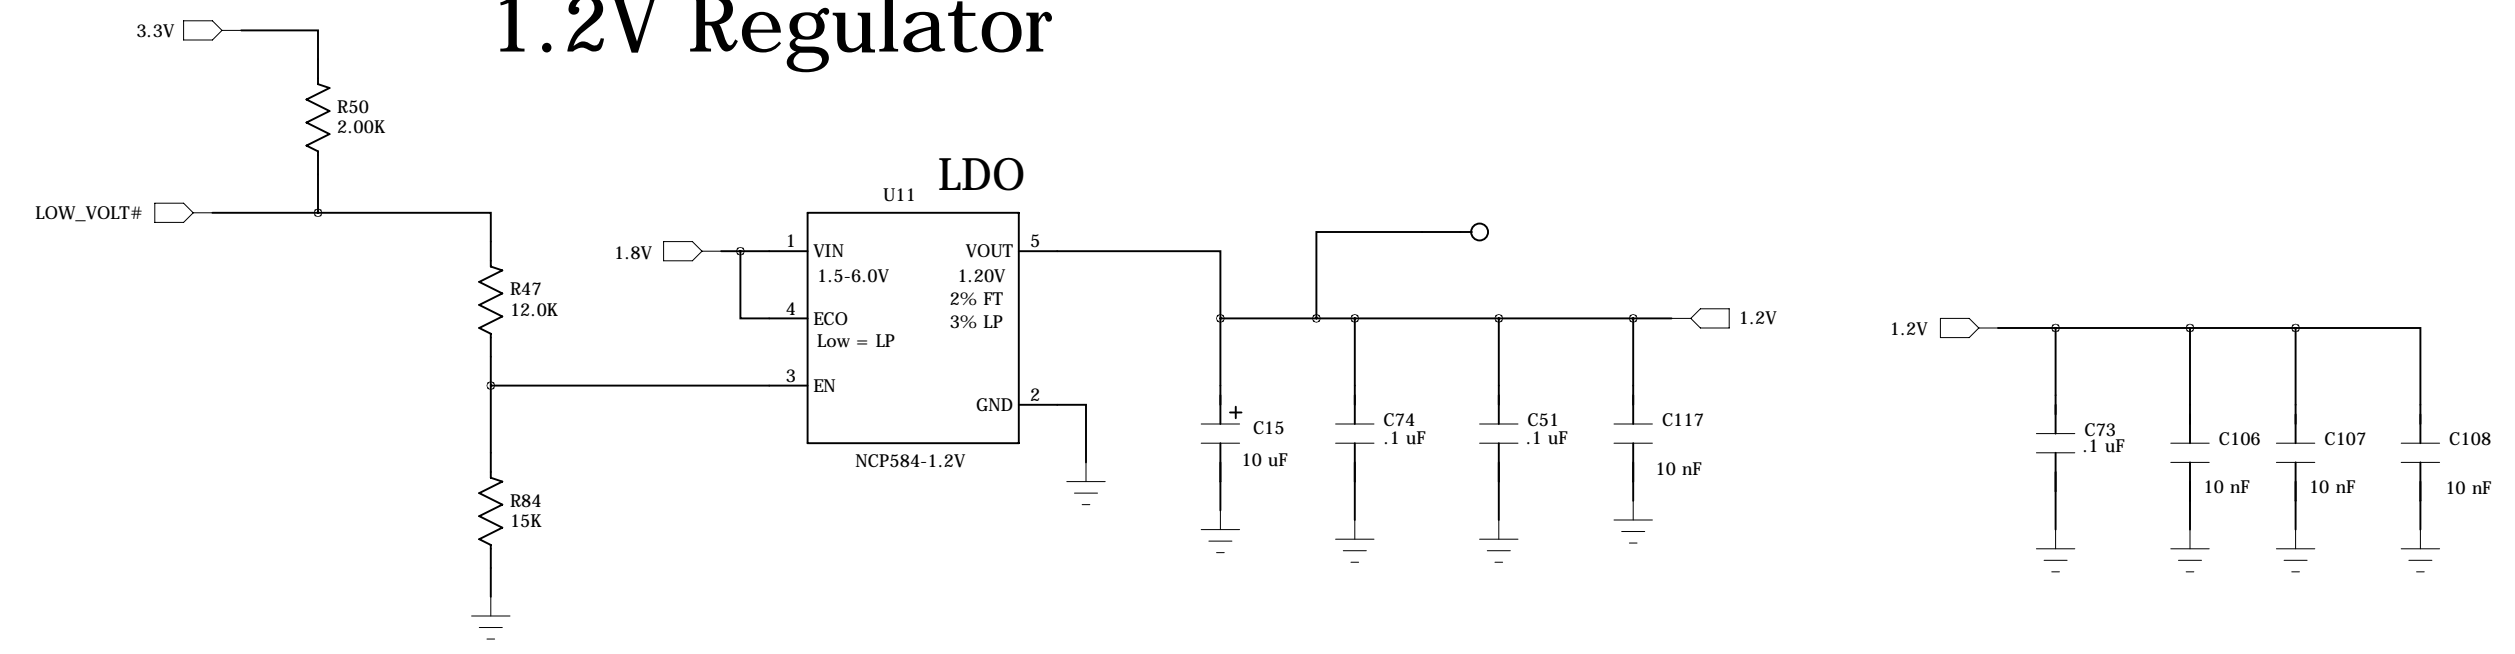 1.2V Regulator
3.3V
R50
2.00K
LDO
U11
LOW_VOLT#
1.8V
1
VIN
1.5-6.0V
4
ECO
Low = LP
3
EN
VOUT
5
1.20V
2% FT
3% LP
GND
2
NCP584-1.2V
R47
12.0K
R84
15K
1.2V
+
C15
10 uF
C74
.1 uF
C51
.1 uF
C117
10 nF
1.2V
C73
.1 uF
C106
10 nF
C107
10 nF
C108
10 nF